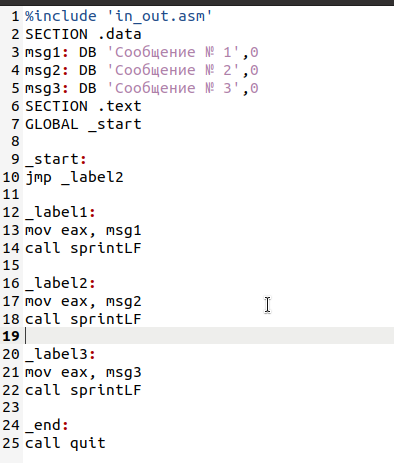 1 %include 'in_out.asm'
2 SECTION .data
3 msg1: DB 'Сообщение № 1',0
4 msg2: DB 'Сообщение № 2',0
5 msg3: DB 'Сообщение № 3',0
6 SECTION .text
7 GLOBAL _start
8
9 _start:
10 jmp _label2
11
12 _label1:
13 mov eax, msg1
14 call sprintLF
15
16 _label2:
17 mov eax, msg2
18 call sprintLF
19
20 _label3:
21 mov eax, msg3
22 call sprintLF
23
24 _end:
25 call quit